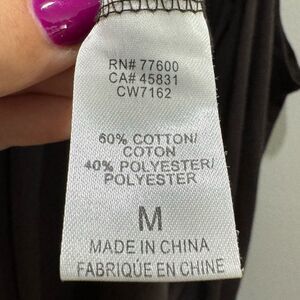 RN# 77600
CA# 45831
CW7162
60% COTTON/
COTON
40% POLYESTER/
POLYESTER
M
MADE IN CHINA
FABRIQUÉ EN CHINE